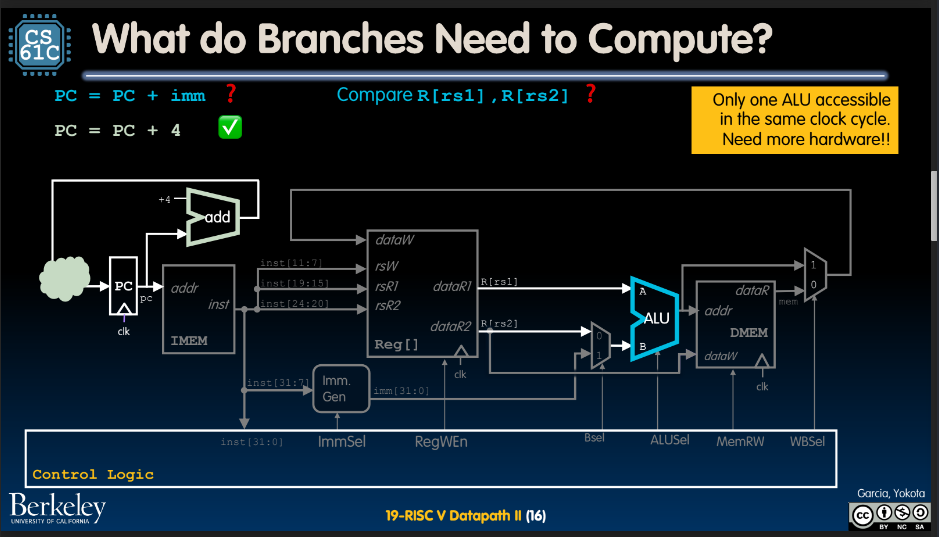 CS
61C
What do Branches Need to Compute?
PC = PC + imm ?
Compare R[rs1],R[rs2] ?
PC = PC + 4
Only one ALU accessible
in the same clock cycle.
Need more hardware!!
+4
add
PC
pc
clk
addr
inst
IMEM
inst[11:7]
inst[19:15]
inst[24:20]
dataW
rsW
rsR1
rsR2
dataR1
dataR2
Reg[]
clk
R[rs1]
R[rs2]
0
1
A
ALU
B
dataR
addr
DMEM
dataW
clk
mem
1
0
inst[31:7]
Imm.
Gen
imm[31:0]
inst[31:0]
ImmSel
RegWEn
Bsel
ALUSel
MemRW
WBSel
Control Logic
Berkeley
UNIVERSITY OF CALIFORNIA
19-RISC V Datapath II (16)
Garcia, Yokota
cc
BY NC SA